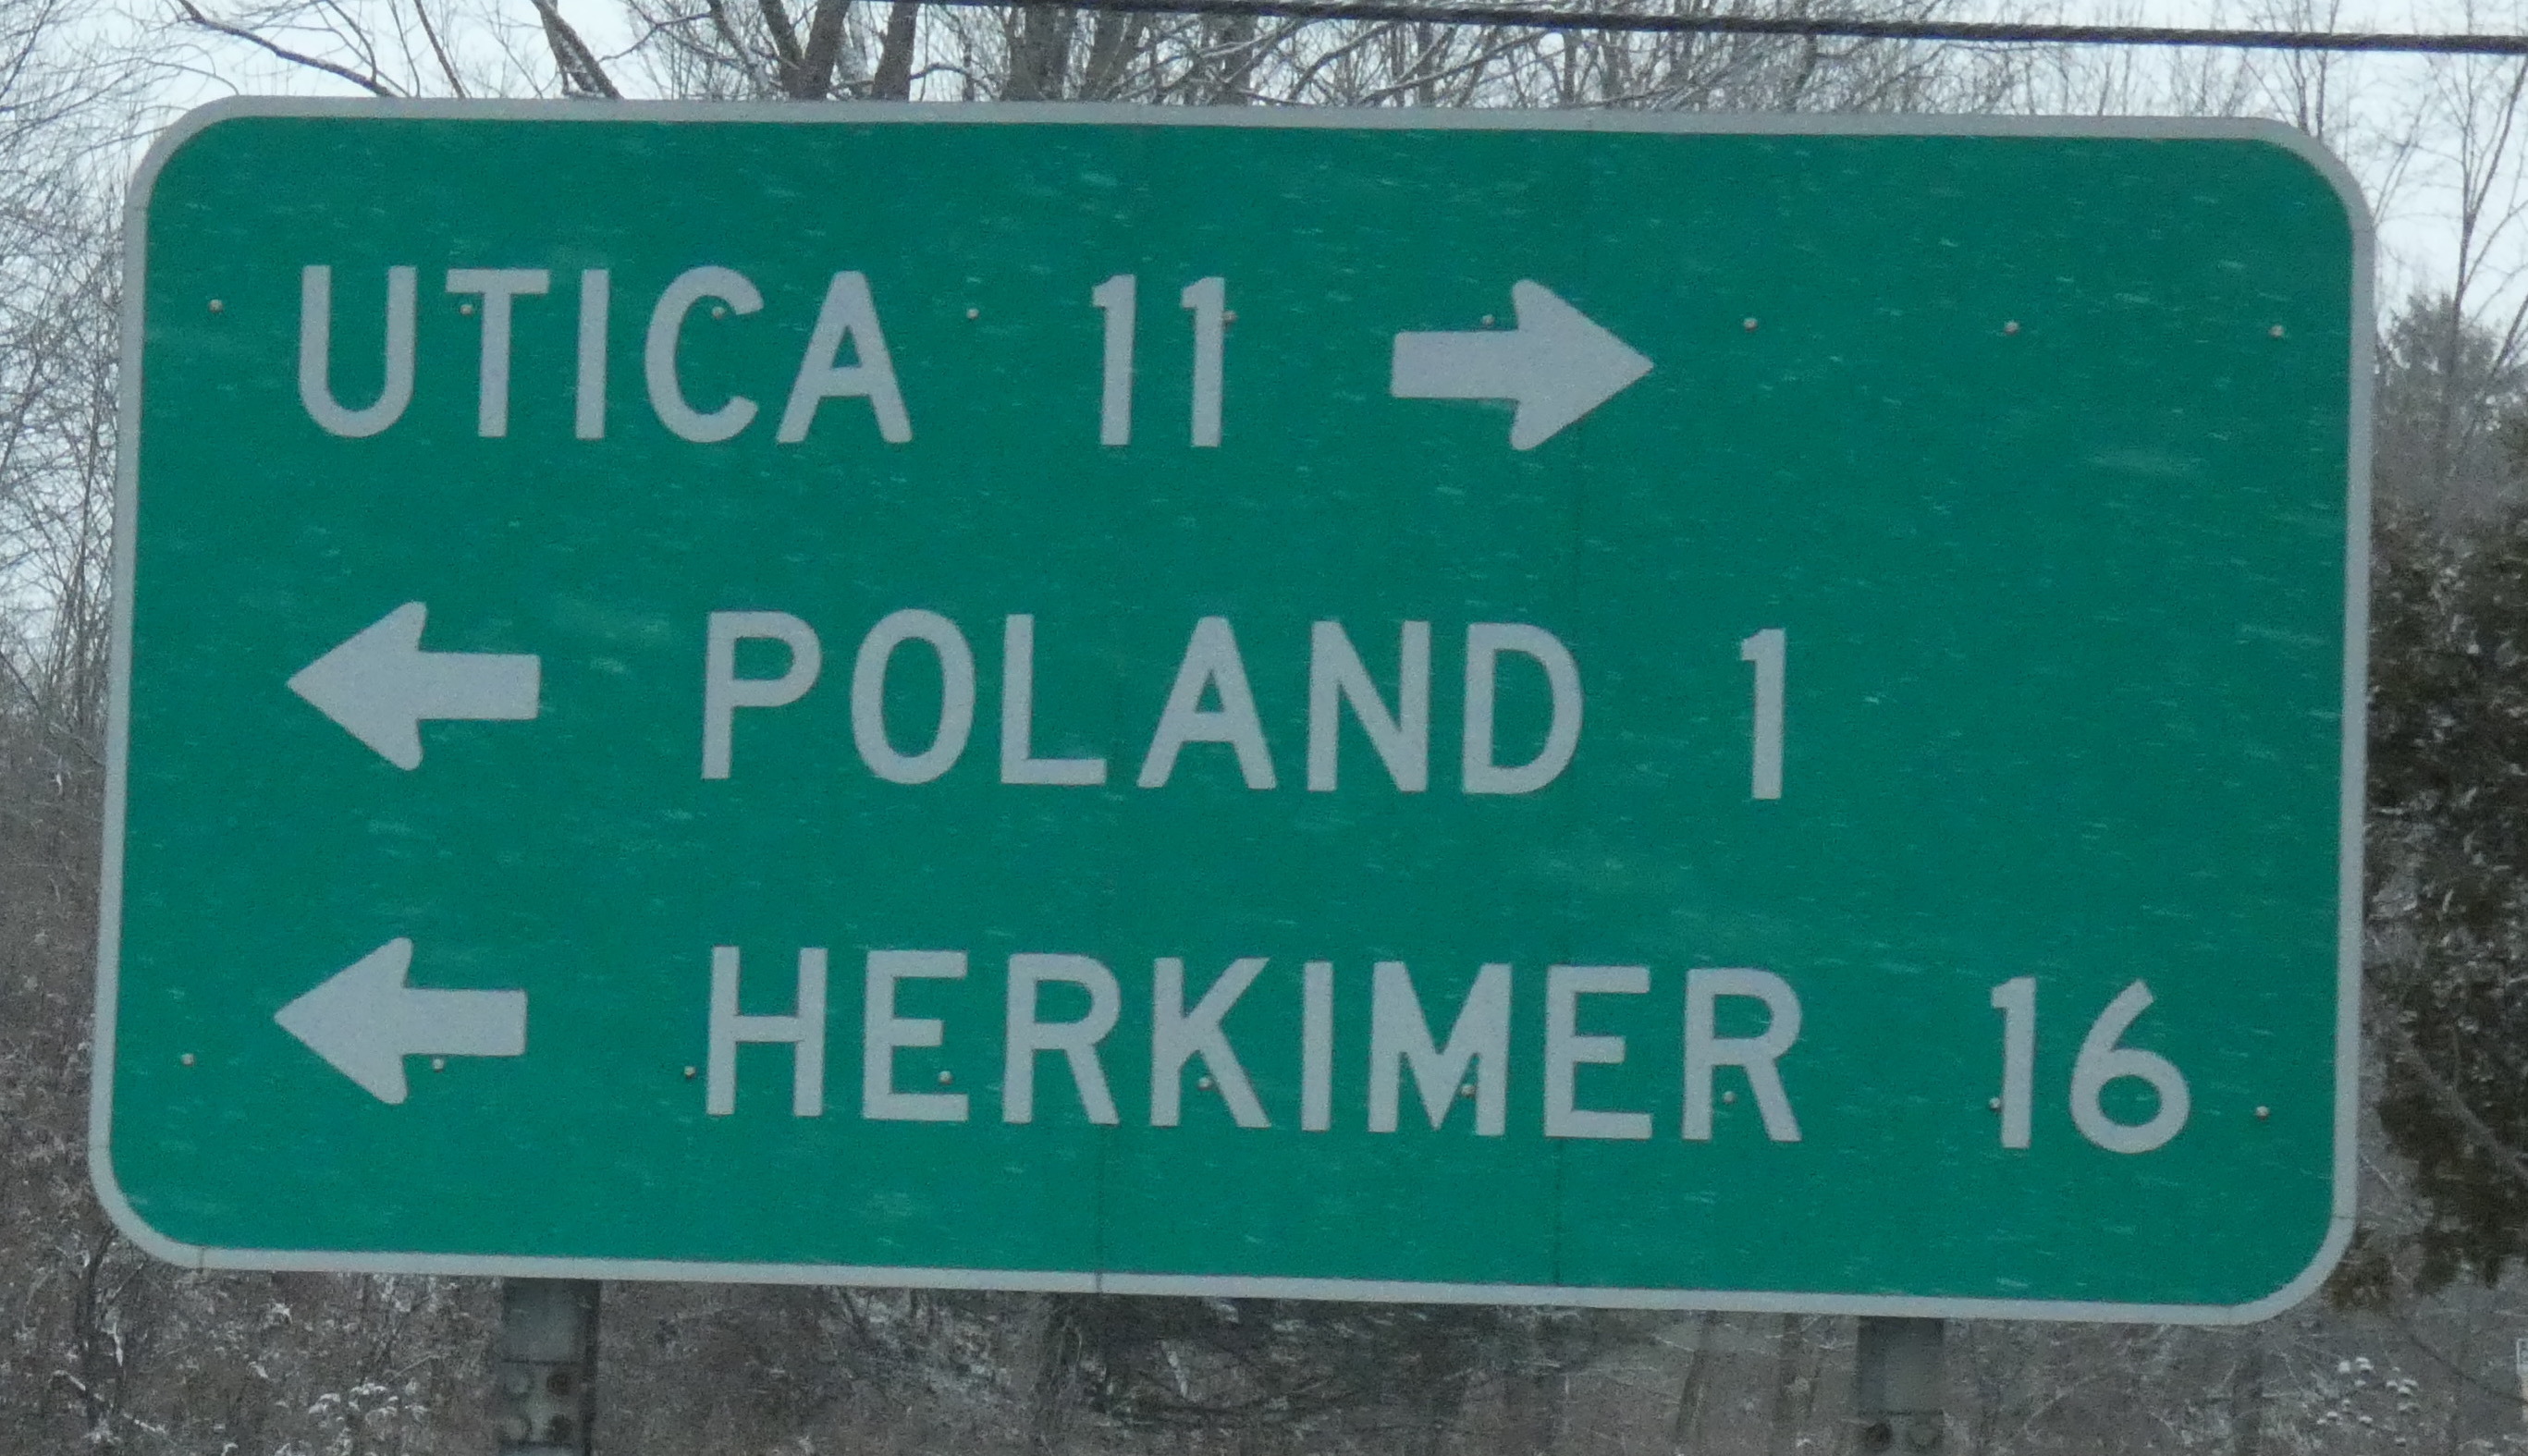 UTICA 11
POLAND 1
HERKIMER 16